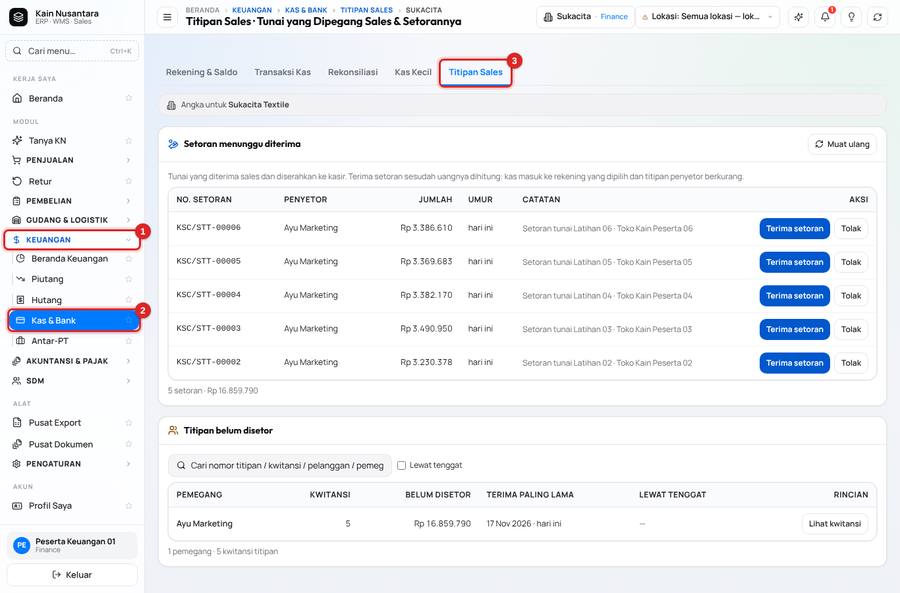 Kain Nusantara
ERP · WMS · Sales
Cari menu...
Ctrl+K
KERJA SAYA
Beranda
MODUL
Tanya KN
PENJUALAN
Retur
PEMBELIAN
GUDANG & LOGISTIK
1
KEUANGAN
Beranda Keuangan
Piutang
Hutang
2
Kas & Bank
Antar-PT
AKUNTANSI & PAJAK
SDM
ALAT
Pusat Export
Pusat Dokumen
PENGATURAN
AKUN
Profil Saya
PE
Peserta Keuangan 01
Finance
Keluar
BERANDA › KEUANGAN › KAS & BANK › TITIPAN SALES › SUKACITA
Titipan Sales · Tunai yang Dipegang Sales & Setorannya
Sukacita · Finance
Lokasi: Semua lokasi — lok...
1
Rekening & Saldo
Transaksi Kas
Rekonsiliasi
Kas Kecil
Titipan Sales
3
Angka untuk Sukacita Textile
Setoran menunggu diterima
Muat ulang
Tunai yang diterima sales dan diserahkan ke kasir. Terima setoran sesudah uangnya dihitung: kas masuk ke rekening yang dipilih dan titipan penyetor berkurang.
NO. SETORAN PENYETOR JUMLAH UMUR CATATAN AKSI
KSC/STT-00006 Ayu Marketing Rp 3.386.610 hari ini Setoran tunai Latihan 06 · Toko Kain Peserta 06 Terima setoran Tolak
KSC/STT-00005 Ayu Marketing Rp 3.369.683 hari ini Setoran tunai Latihan 05 · Toko Kain Peserta 05 Terima setoran Tolak
KSC/STT-00004 Ayu Marketing Rp 3.382.170 hari ini Setoran tunai Latihan 04 · Toko Kain Peserta 04 Terima setoran Tolak
KSC/STT-00003 Ayu Marketing Rp 3.490.950 hari ini Setoran tunai Latihan 03 · Toko Kain Peserta 03 Terima setoran Tolak
KSC/STT-00002 Ayu Marketing Rp 3.230.378 hari ini Setoran tunai Latihan 02 · Toko Kain Peserta 02 Terima setoran Tolak
5 setoran · Rp 16.859.790
Titipan belum disetor
Cari nomor titipan / kwitansi / pelanggan / pemeg
Lewat tenggat
PEMEGANG KWITANSI BELUM DISETOR TERIMA PALING LAMA LEWAT TENGGAT RINCIAN
Ayu Marketing 5 Rp 16.859.790 17 Nov 2026 · hari ini — Lihat kwitansi
1 pemegang · 5 kwitansi titipan